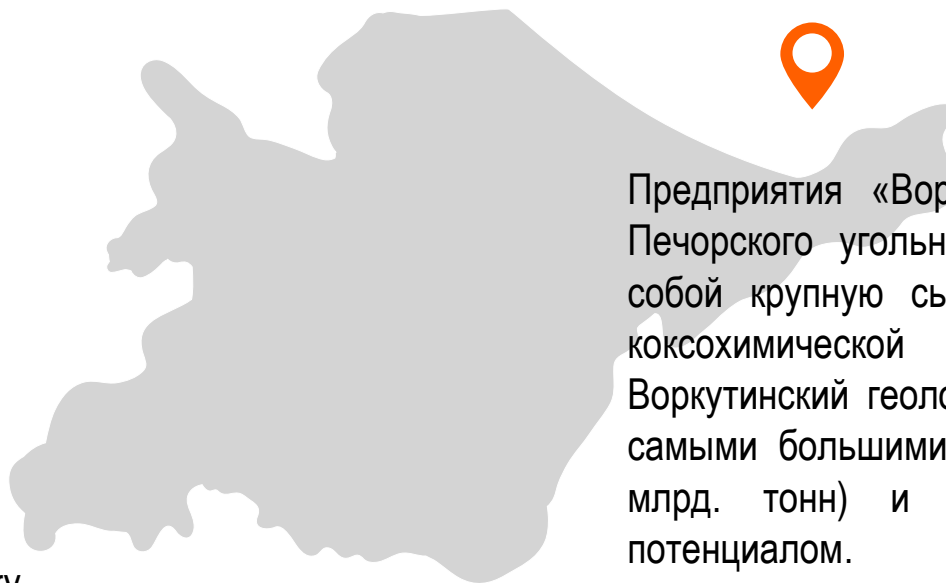 Предприятия «Вор
Печорского угольн
собой крупную сы
коксохимической
Воркутинский геоло
самыми большими
млрд. тонн) и
потенциалом.